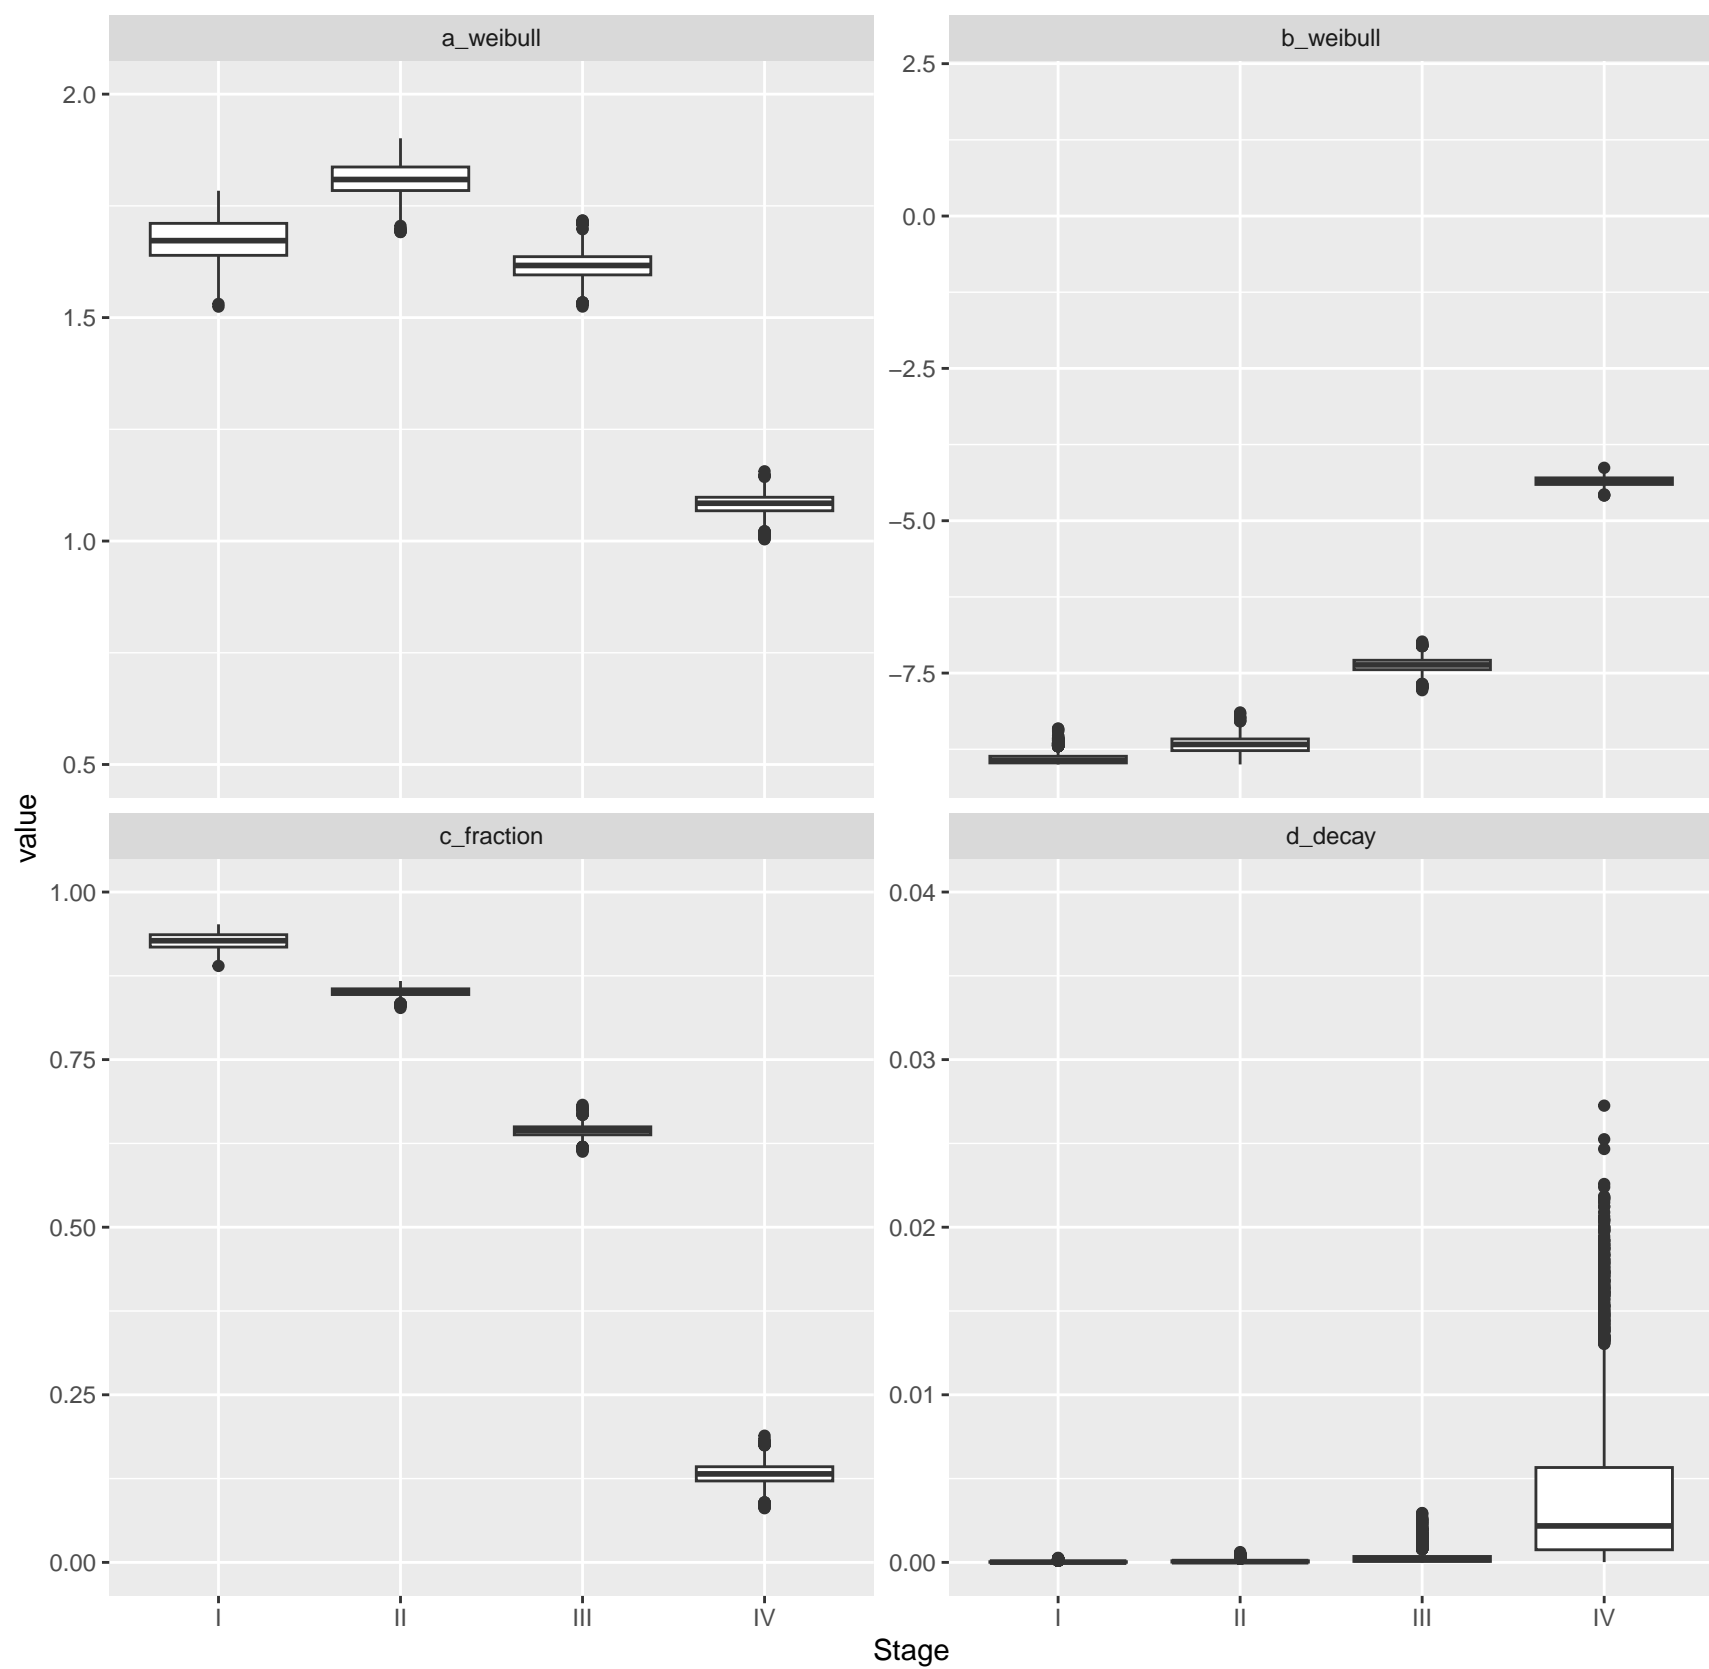 a_weibull
b_weibull
2.0
1.5
1.0
0.5
2.5
0.0
−2.5
−5.0
−7.5
value
c_fraction
d_decay
1.00
0.75
0.50
0.25
0.00
0.04
0.03
0.02
0.01
0.00
I II III IV
I II III IV
Stage